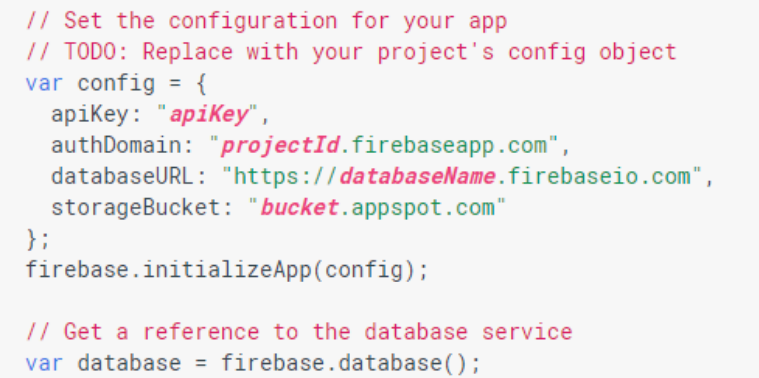 // Set the configuration for your app
// TODO: Replace with your project's config object
var config = {
  apiKey: "apiKey",
  authDomain: "projectId.firebaseapp.com",
  databaseURL: "https://databaseName.firebaseio.com",
  storageBucket: "bucket.appspot.com"
};
firebase.initializeApp(config);

// Get a reference to the database service
var database = firebase.database();